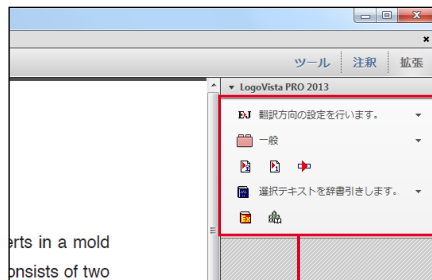 ツール 注釈 拡張
LogoVista PRO 2013
EJ 翻訳方向の設定を行います。
一般
選択テキストを辞書引きします。
erts in a mold
onsists of two